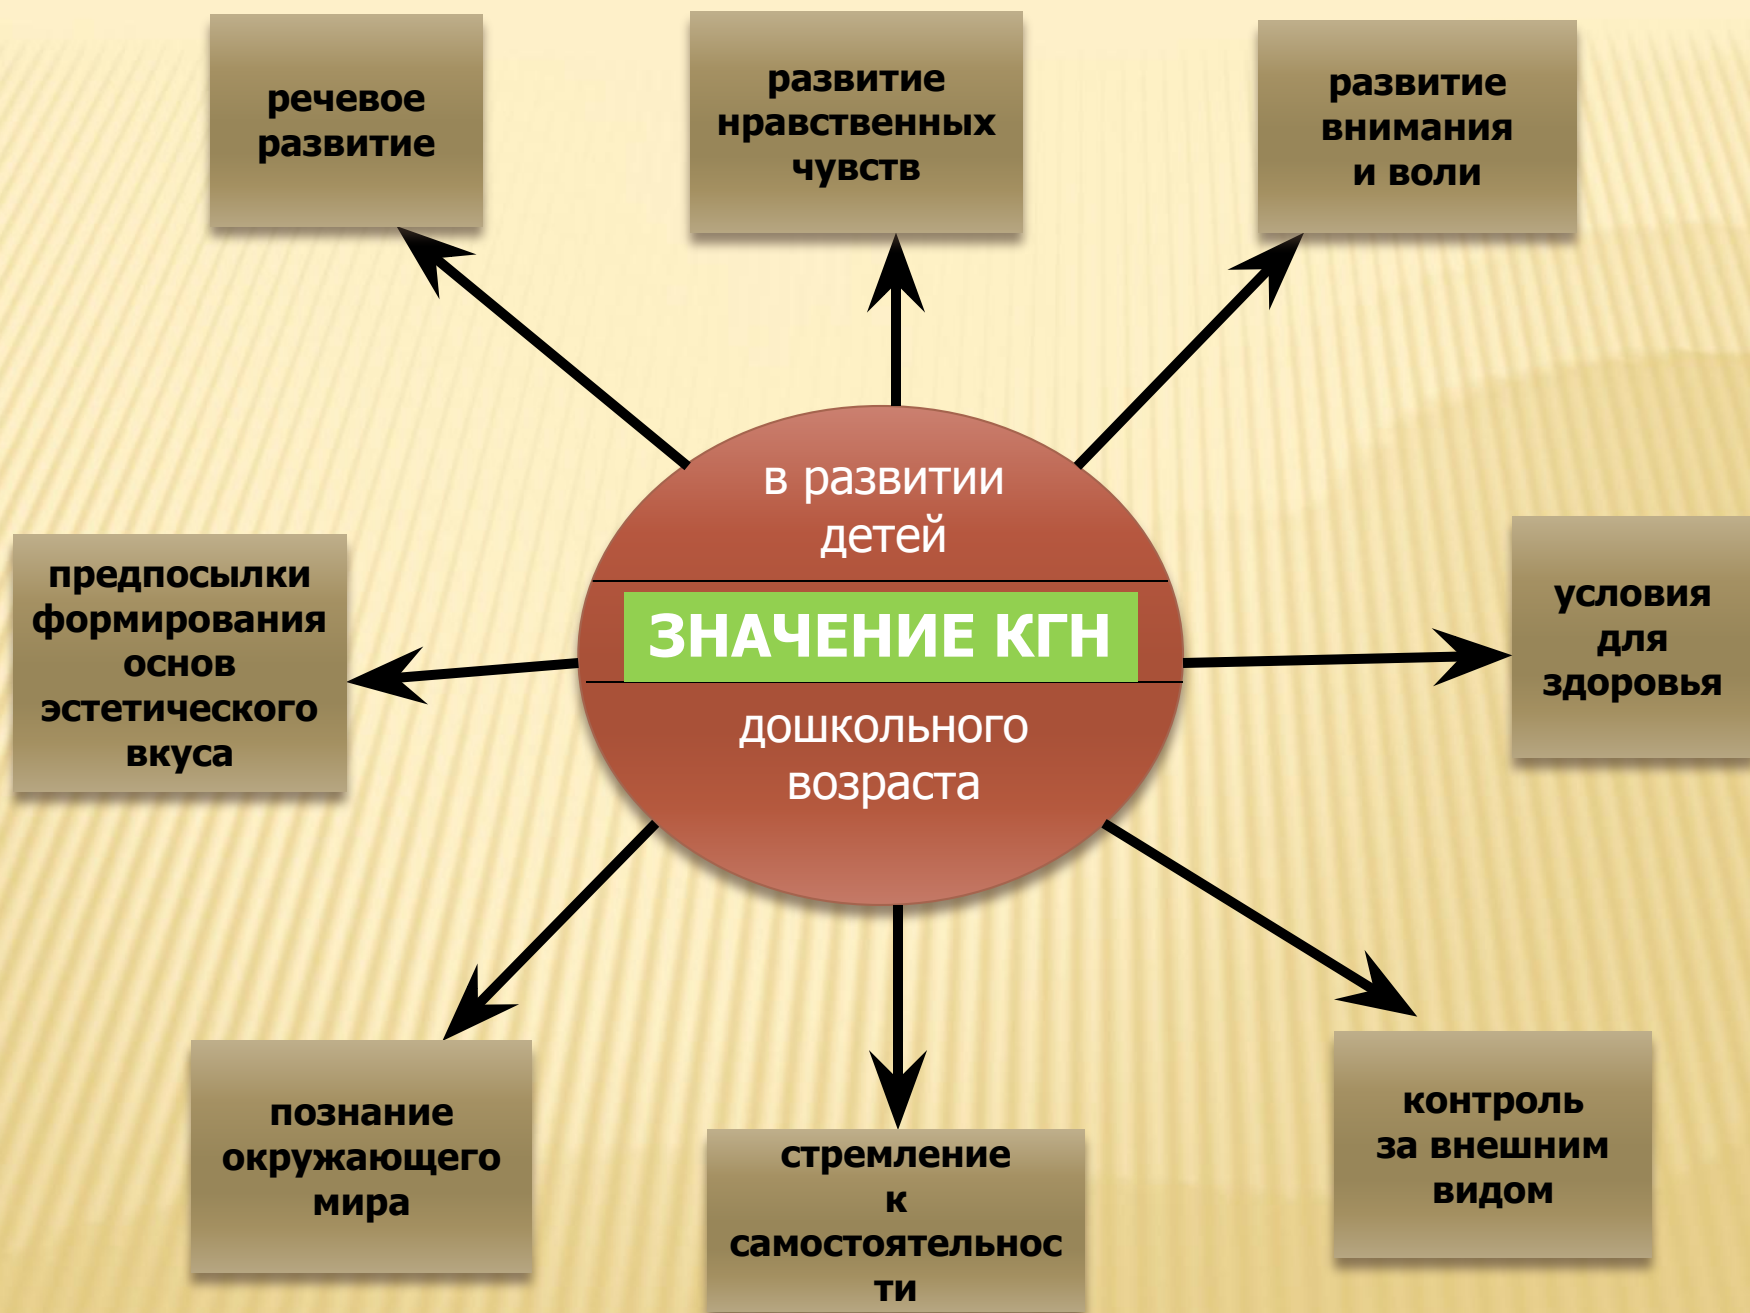 речевое
развитие
развитие
нравственных
чувств
развитие
внимания
и воли
в развитии
детей
ЗНАЧЕНИЕ КГН
дошкольного
возраста
предпосылки
формирования
основ
эстетического
вкуса
условия
для
здоровья
познание
окружающего
мира
стремление
к
самостоятельнос
ти
контроль
за внешним
видом